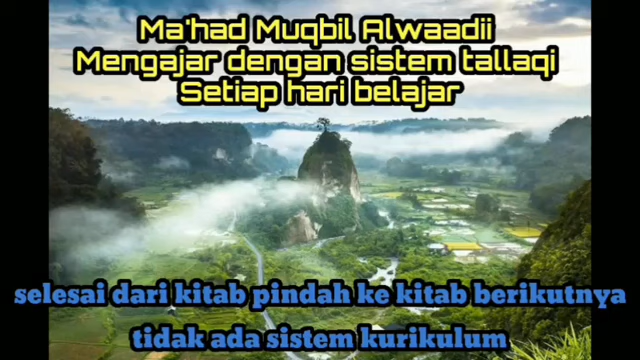 Ma'had Muqbil Alwaadii
Mengajar dengan sistem tallaqi
Setiap hari belajar
selesai dari kitab pindah ke kitab berikutnya
tidak ada sistem kurikulum